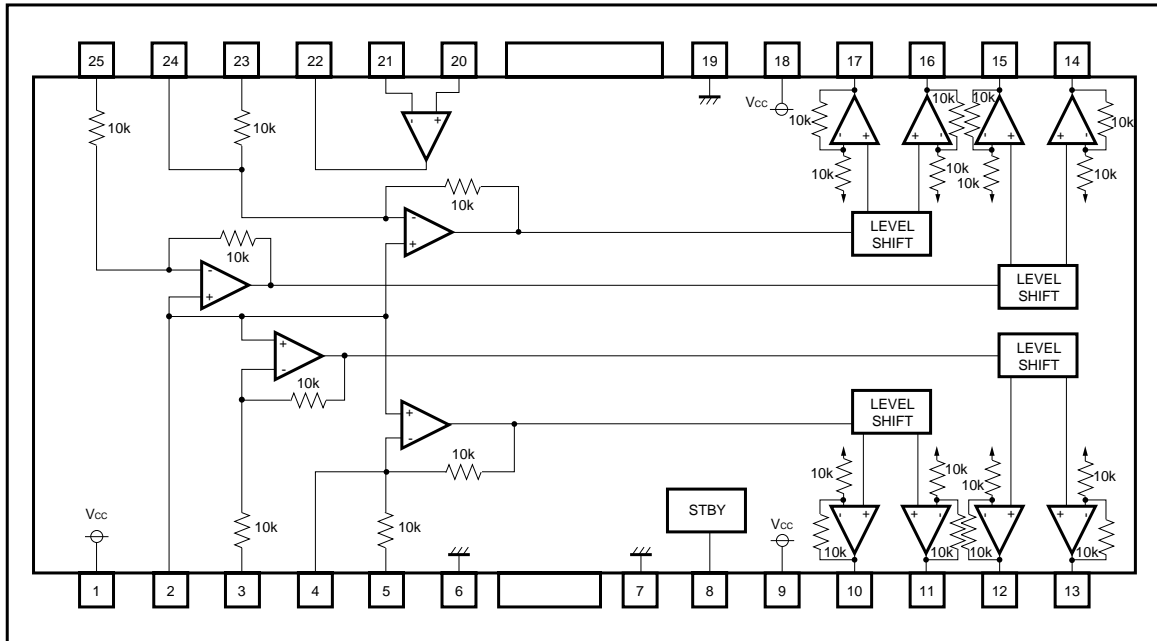 25 24 23 22 21 20 19 18 17 16 15 14
10k 10k
VCC
10k 10k 10k 10k
10k 10k 10k 10k
- +
- + + - - + + -
10k
LEVEL
SHIFT
-
+
10k
LEVEL
SHIFT
-
+
LEVEL
SHIFT
+
-
10k
LEVEL
SHIFT
+
-
10k
10k 10k 10k 10k
STBY
VCC
VCC
10k 10k
- + + - - + + -
10k 10k 10k 10k
1 2 3 4 5 6 7 8 9 10 11 12 13